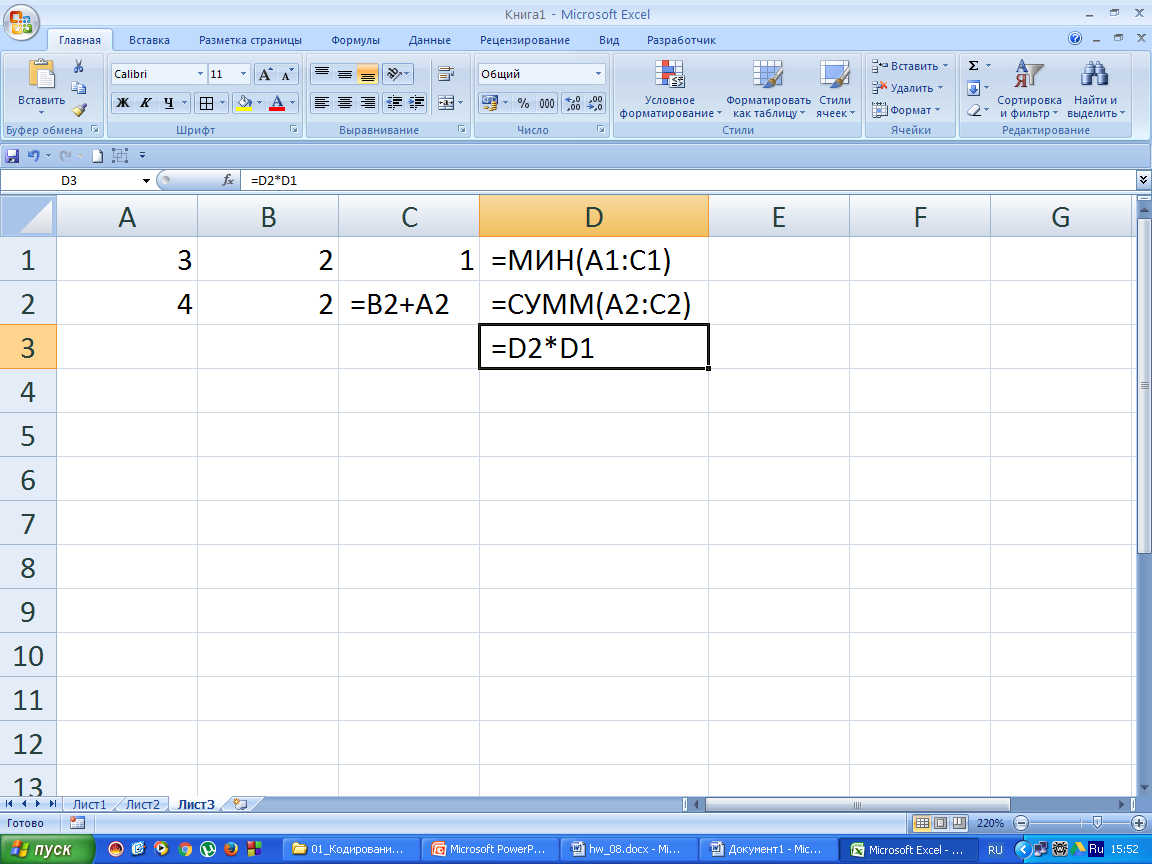 Книга1 - Microsoft Excel
Главная Вставка Разметка страницы Формулы Данные Рецензирование Вид Разработчик
Вставить
Буфер обмена
Calibri 11
Ж К Ч
Шрифт
Выравнивание
Общий
% 000
Число
Условное форматирование
Форматировать как таблицу
Стили ячеек
Стили
Вставить
Удалить
Формат
Ячейки
Σ
Сортировка и фильтр
Найти и выделить
Редактирование
D3 fx =D2*D1
A B C D E F G
1 3 2 1 =МИН(A1:C1)
2 4 2 =B2+A2 =СУММ(A2:C2)
3 =D2*D1
4
5
6
7
8
9
10
11
12
13
Лист1 Лист2 Лист3
Готово 220%
пуск 01_Кодировани... Microsoft PowerP... hw_08.docx - Mi... Документ1 - Mic... Microsoft Excel - ... RU Ru 15:52